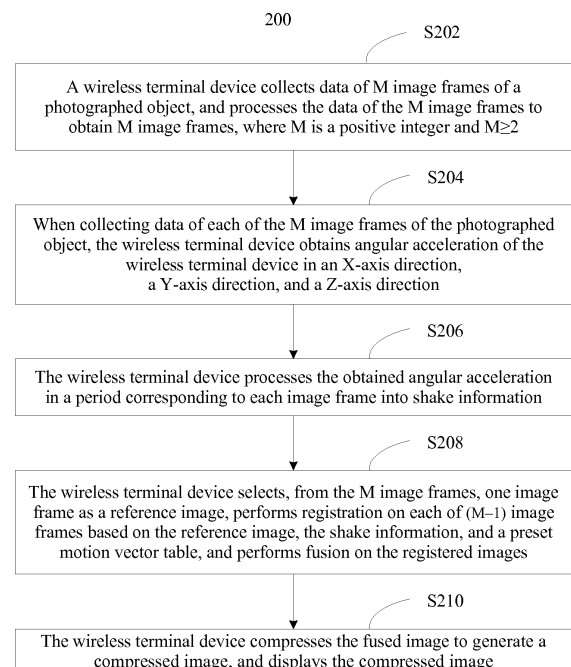 200
S202
A wireless terminal device collects data of M image frames of a
photographed object, and processes the data of the M image frames to
obtain M image frames, where M is a positive integer and M≥2
S204
When collecting data of each of the M image frames of the photographed
object, the wireless terminal device obtains angular acceleration of the
wireless terminal device in an X-axis direction,
a Y-axis direction, and a Z-axis direction
S206
The wireless terminal device processes the obtained angular acceleration
in a period corresponding to each image frame into shake information
S208
The wireless terminal device selects, from the M image frames, one image
frame as a reference image, performs registration on each of (M–1) image
frames based on the reference image, the shake information, and a preset
motion vector table, and performs fusion on the registered images
S210
The wireless terminal device compresses the fused image to generate a
compressed image, and displays the compressed image